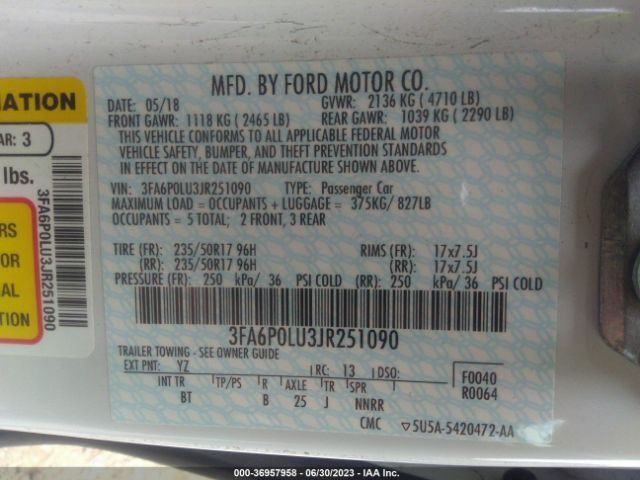 MFD. BY FORD MOTOR CO.
DATE: 05/18 GVWR: 2136 KG ( 4710 LB)
FRONT GAWR: 1118 KG ( 2465 LB) REAR GAWR: 1039 KG ( 2290 LB)
THIS VEHICLE CONFORMS TO ALL APPLICABLE FEDERAL MOTOR
VEHICLE SAFETY, BUMPER, AND THEFT PREVENTION STANDARDS
IN EFFECT ON THE DATE OF MANUFACTURE SHOWN ABOVE.
VIN: 3FA6P0LU3JR251090 TYPE: Passenger Car
MAXIMUM LOAD = OCCUPANTS + LUGGAGE = 375KG/ 827LB
OCCUPANTS = 5 TOTAL; 2 FRONT, 3 REAR
TIRE (FR): 235/50R17 96H RIMS (FR): 17x7.5J
(RR): 235/50R17 96H (RR): 17x7.5J
PRESSURE (FR): 250 kPa/ 36 PSI COLD (RR): 250 kPa/ 36 PSI COLD
3FA6P0LU3JR251090
TRAILER TOWING - SEE OWNER GUIDE
EXT PNT: YZ RC: 13 DSO:
INT TR TP/PS R AXLE TR SPR
BT B 25 J NNRR
F0040
R0064
CMC 5U5A-5420472-AA
MATION
AR: 3
lbs.
RS
OR
AL
NG
3FA6P0LU3JR251090
000-36957958 - 06/30/2023 - IAA Inc.